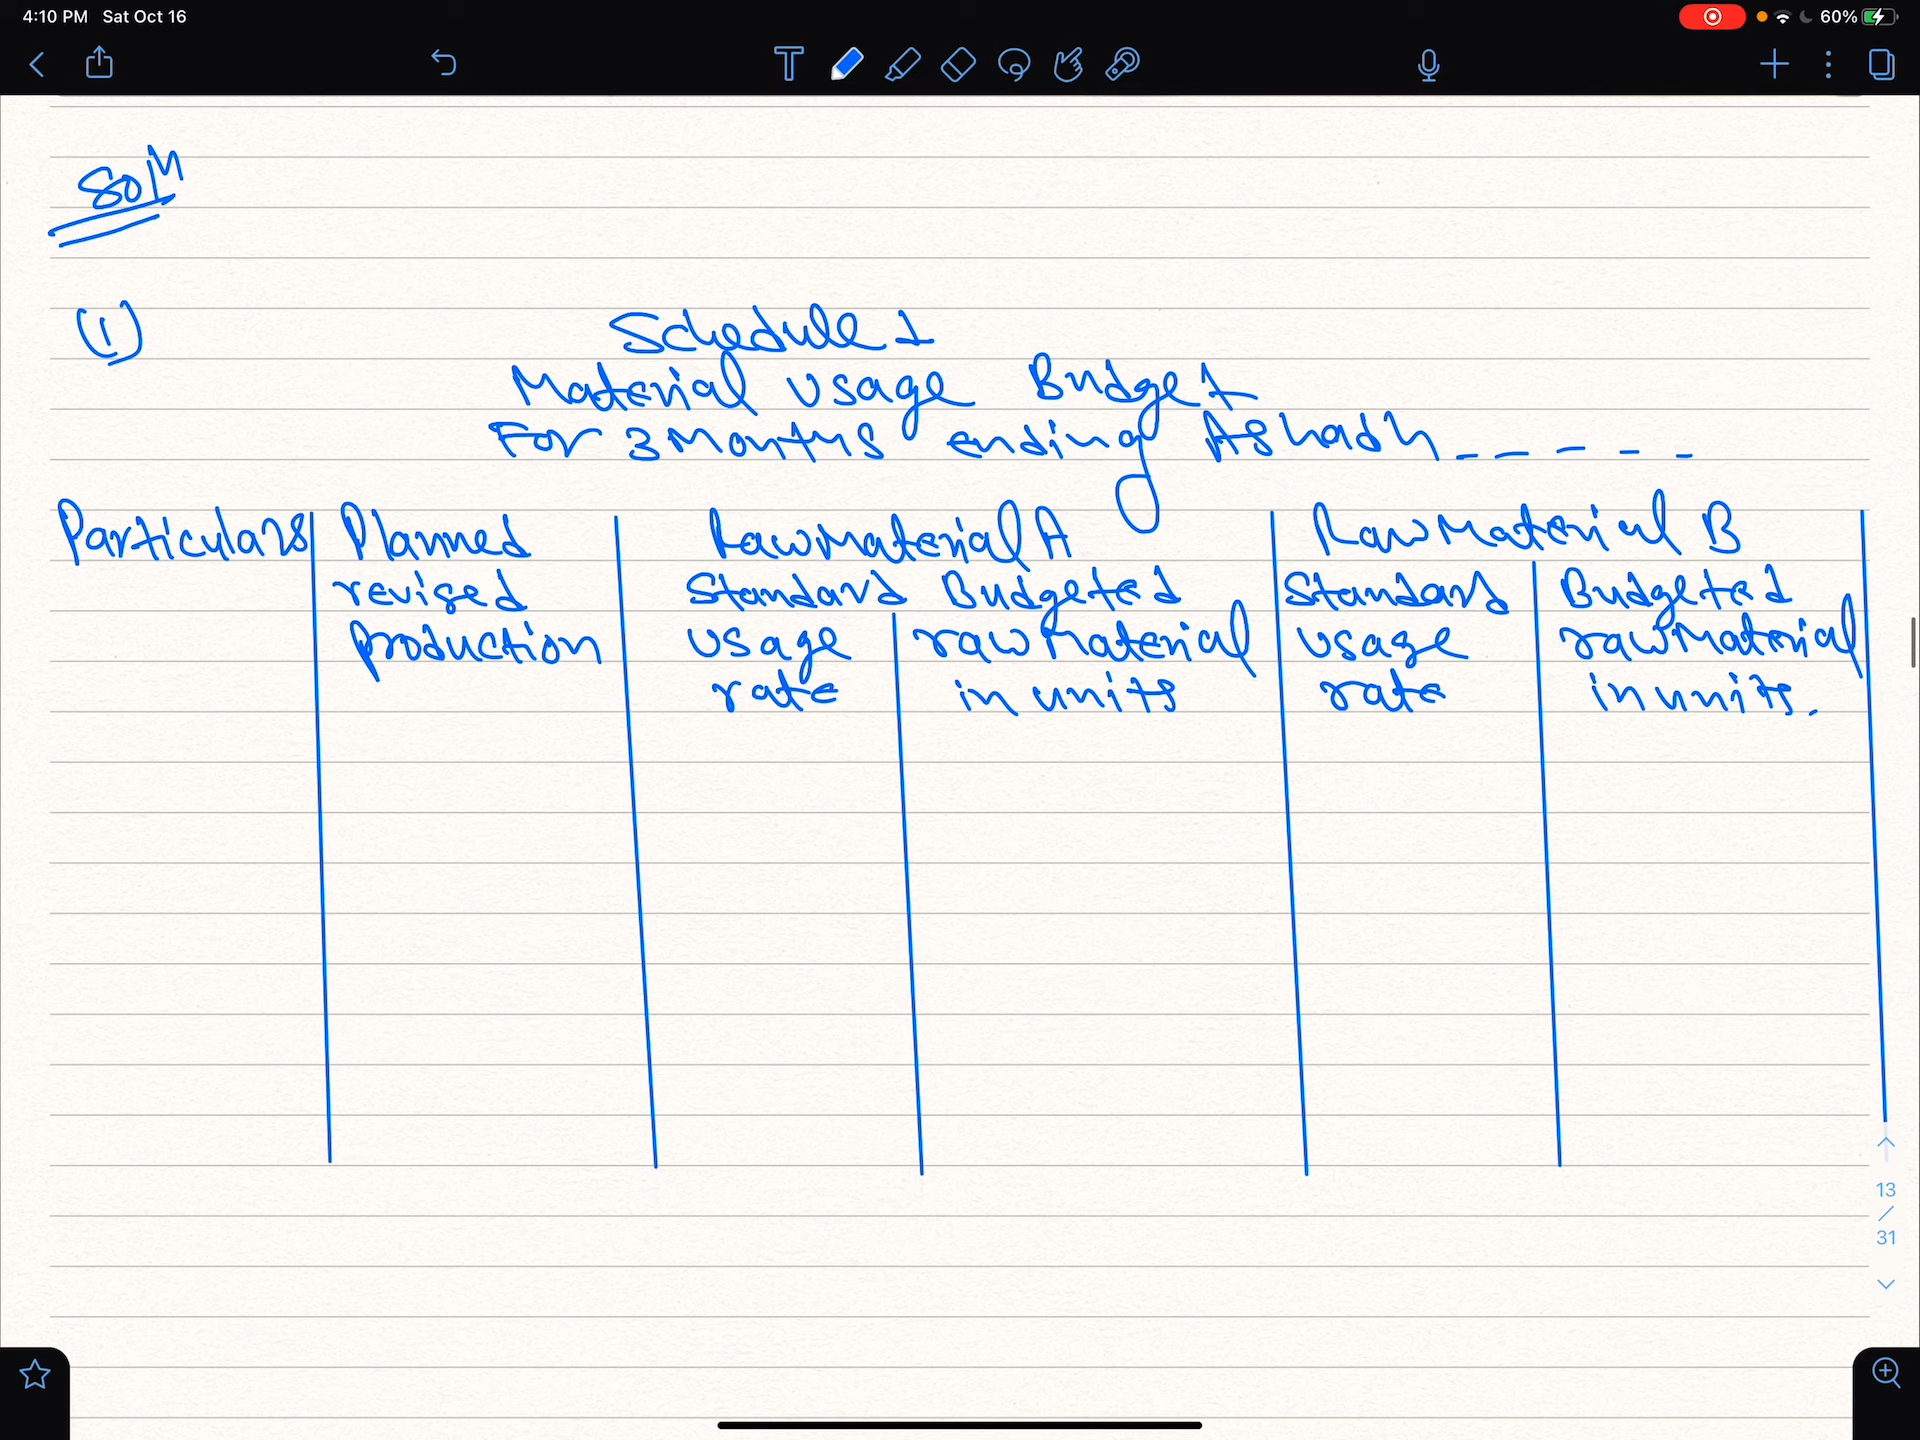 4:10 PM Sat Oct 16
60%
Soln
(1)
Schedule 1
Material Usage Budget
For 3 Months ending Ashadh _ _ _ _ _
Particulars Planned revised production Raw Material A Raw Material B
Standard usage rate Budgeted raw Material in units Standard usage rate Budgeted raw Material in units.
13
/
31